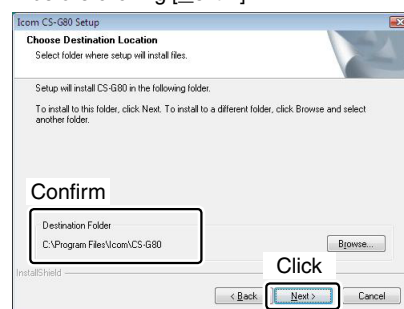 Icom CS-G80 Setup
Choose Destination Location
Select folder where setup will install files.
Setup will install CS-G80 in the following folder.
To install to this folder, click Next. To install to a different folder, click Browse and select
another folder.
Confirm
Destination Folder
C:\Program Files\Icom\CS-G80
Browse...
Click
InstallShield
< Back
Next >
Cancel